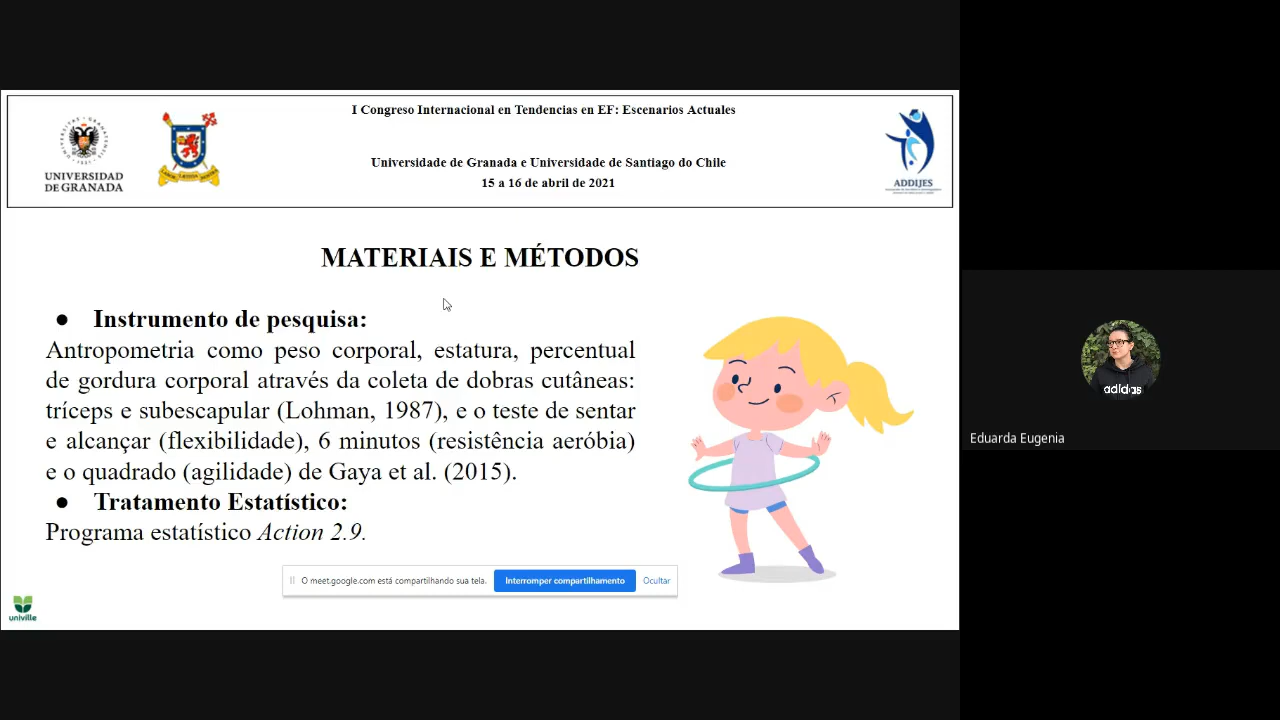 I Congreso Internacional en Tendencias en EF: Escenarios Actuales
UNIVERSIDAD
DE GRANADA
Universidade de Granada e Universidade de Santiago do Chile
15 a 16 de abril de 2021
ADDIJES
MATERIAIS E MÉTODOS
● Instrumento de pesquisa:
Antropometria como peso corporal, estatura, percentual
de gordura corporal através da coleta de dobras cutâneas:
tríceps e subescapular (Lohman, 1987), e o teste de sentar
e alcançar (flexibilidade), 6 minutos (resistência aeróbia)
e o quadrado (agilidade) de Gaya et al. (2015).
● Tratamento Estatístico:
Programa estatístico Action 2.9.
O meet.google.com está compartilhando sua tela.
Interromper compartilhamento
Ocultar
univille
adidas
Eduarda Eugenia